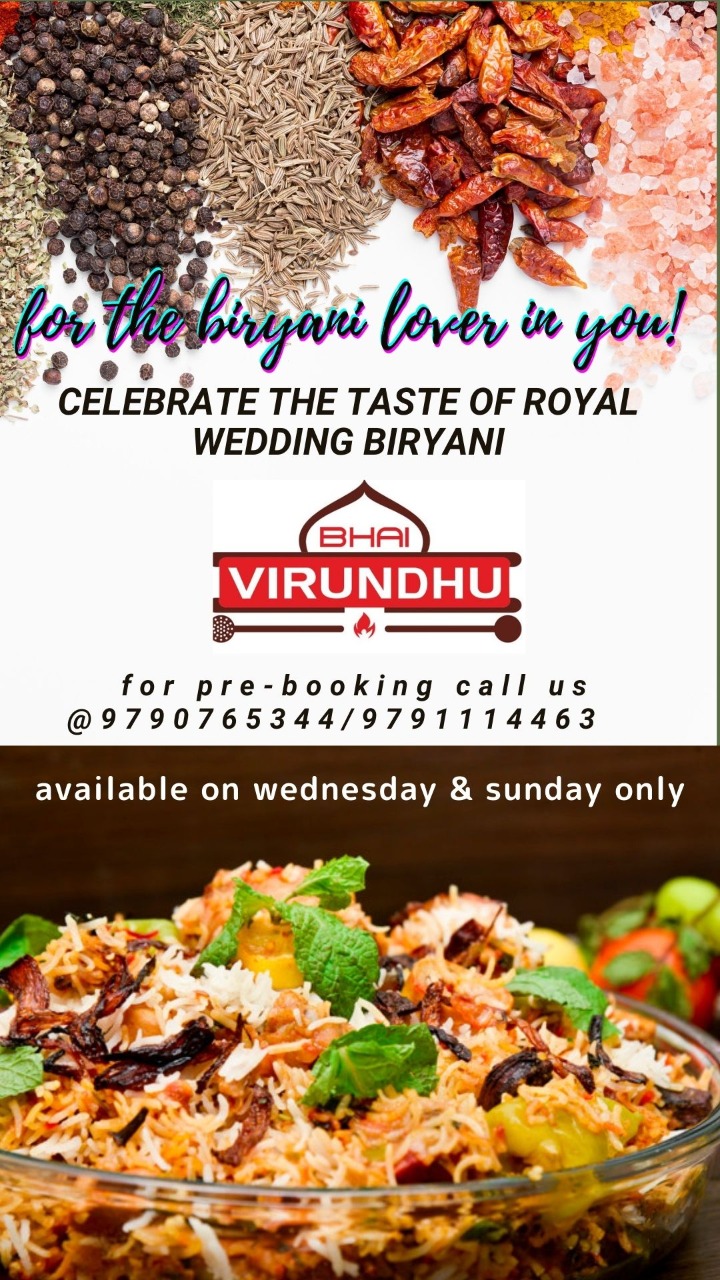 for the biryani lover in you!
CELEBRATE THE TASTE OF ROYAL
WEDDING BIRYANI
BHAI
VIRUNDHU
for pre-booking call us
@9790765344/9791114463
available on wednesday & sunday only